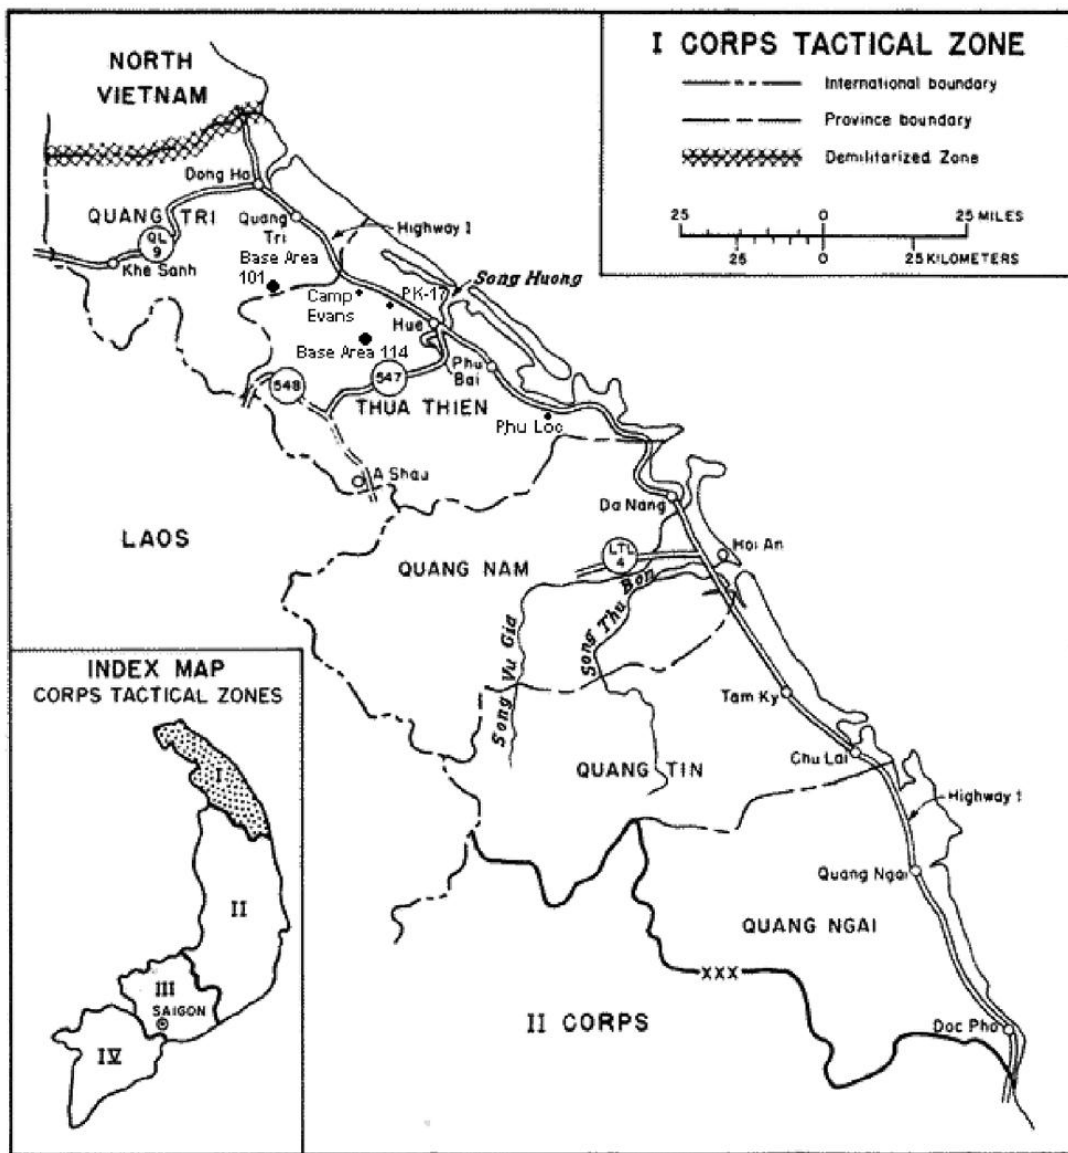 I CORPS TACTICAL ZONE
International boundary
Province boundary
Demilitarized Zone
25 0 25 MILES
25 0 25 KILOMETERS
NORTH
VIETNAM
Dong Ha
QUANG TRI
Quang
Tri
Highway 1
QL
9
Khe Sanh
Base Area
101
Camp
Evans
PK-17
Song Huong
Hue
Base Area 114
Phu
Bai
548
547
THUA THIEN
Phu Loc
A Shau
Da Nang
LAOS
LTL
4
Hoi An
QUANG NAM
Song Thu Bon
Song Vu Gia
Tam Ky
QUANG TIN
Chu Lai
Highway 1
Quang Ngai
QUANG NGAI
XXX
II CORPS
Doc Pho
INDEX MAP
CORPS TACTICAL ZONES
I
II
III
SAIGON
IV